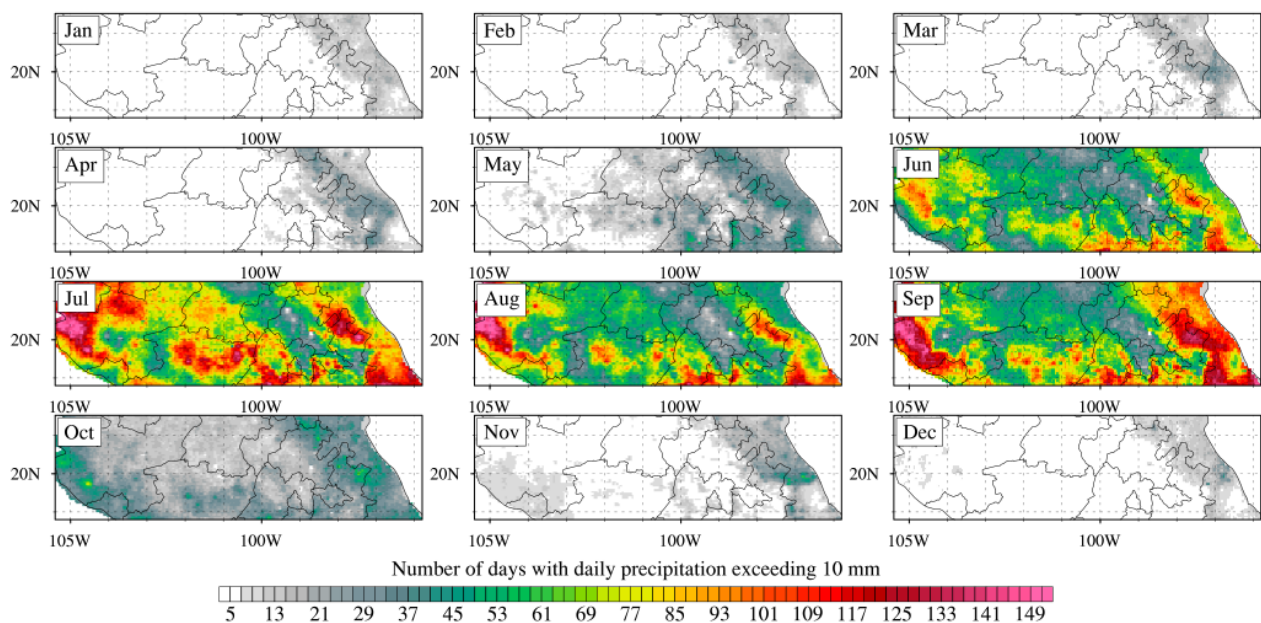 Jan Feb Mar
20N 20N 20N
105W 100W 105W 100W 105W 100W
Apr May Jun
20N 20N 20N
105W 100W 105W 100W 105W 100W
Jul Aug Sep
20N 20N 20N
105W 100W 105W 100W 105W 100W
Oct Nov Dec
20N 20N 20N
105W 100W 105W 100W 105W 100W
Number of days with daily precipitation exceeding 10 mm
5 13 21 29 37 45 53 61 69 77 85 93 101 109 117 125 133 141 149